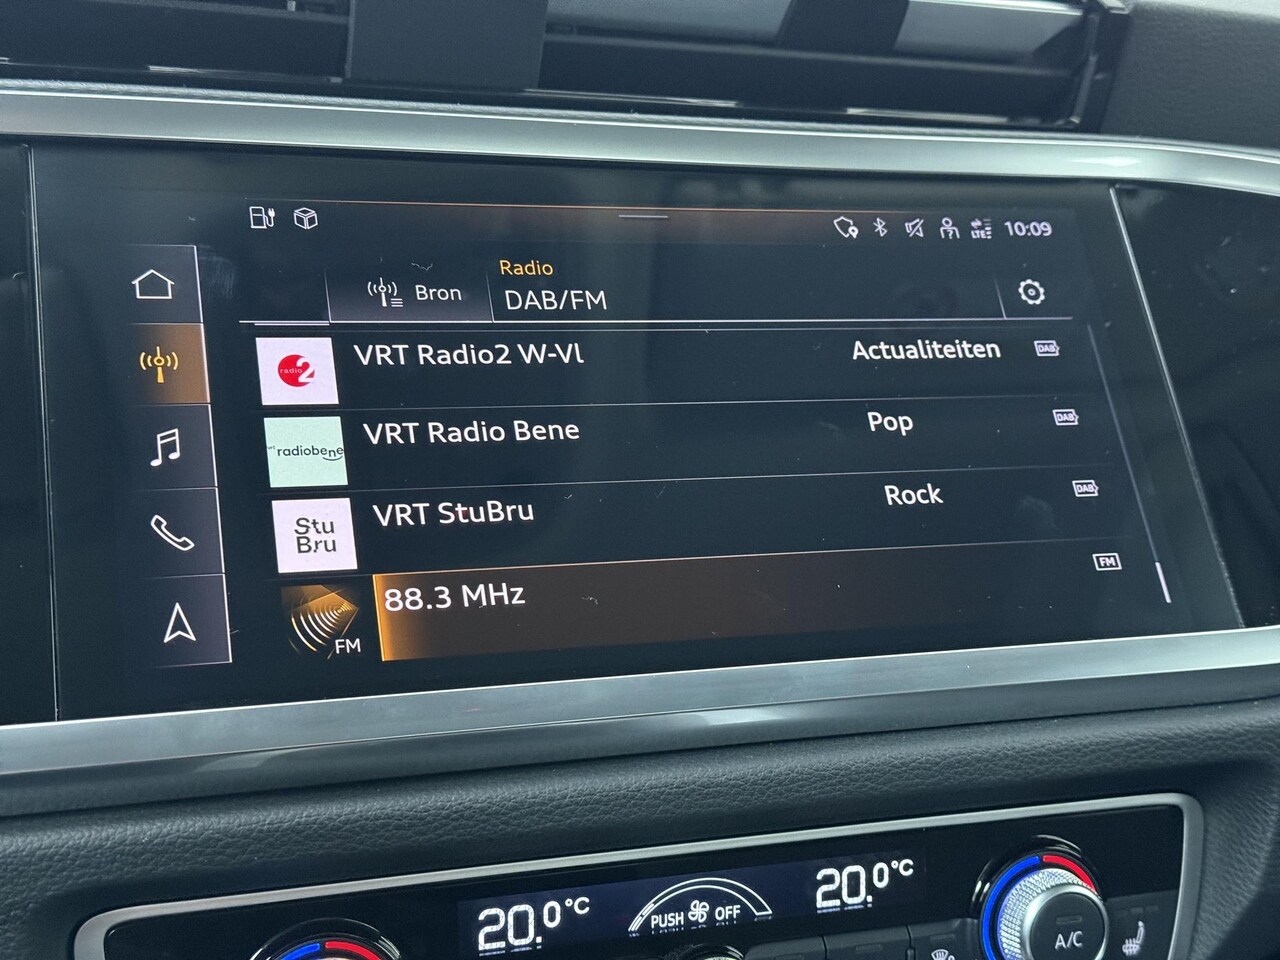 LTE
10:09
Bron
Radio
DAB/FM
radio 2
VRT Radio2 W-Vl
Actualiteiten
DAB
radiobene
VRT Radio Bene
Pop
DAB
Stu
Bru
VRT StuBru
Rock
DAB
FM
88.3 MHz
FM
20.0°C
PUSH OFF
20.0°C
A/C